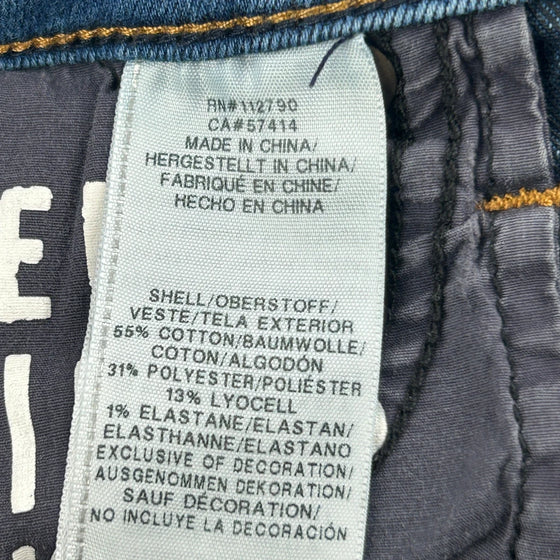 RN#112790
CA#57414
MADE IN CHINA/
HERGESTELLT IN CHINA/
FABRIQUÉ EN CHINE/
HECHO EN CHINA
SHELL/OBERSTOFF/
VESTE/TELA EXTERIOR
55% COTTON/BAUMWOLLE/
COTON/ALGODÓN
31% POLYESTER/POLIÉSTER
13% LYOCELL
1% ELASTANE/ELASTAN/
ELASTHANNE/ELASTANO
EXCLUSIVE OF DECORATION/
AUSGENOMMEN DEKORATION/
SAUF DÉCORATION/
NO INCLUYE LA DECORACIÓN